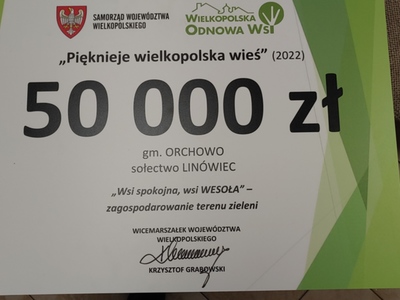 SAMORZĄD WOJEWÓDZTWA
WIELKOPOLSKIEGO
WIELKOPOLSKA
ODNOWA WSI
„Pięknieje wielkopolska wieś” (2022)
50 000 zł
gm. ORCHOWO
sołectwo LINÓWIEC
„Wsi spokojna, wsi WESOŁA” –
zagospodarowanie terenu zieleni
WICEMARSZAŁEK WOJEWÓDZTWA
WIELKOPOLSKIEGO
KRZYSZTOF GRABOWSKI